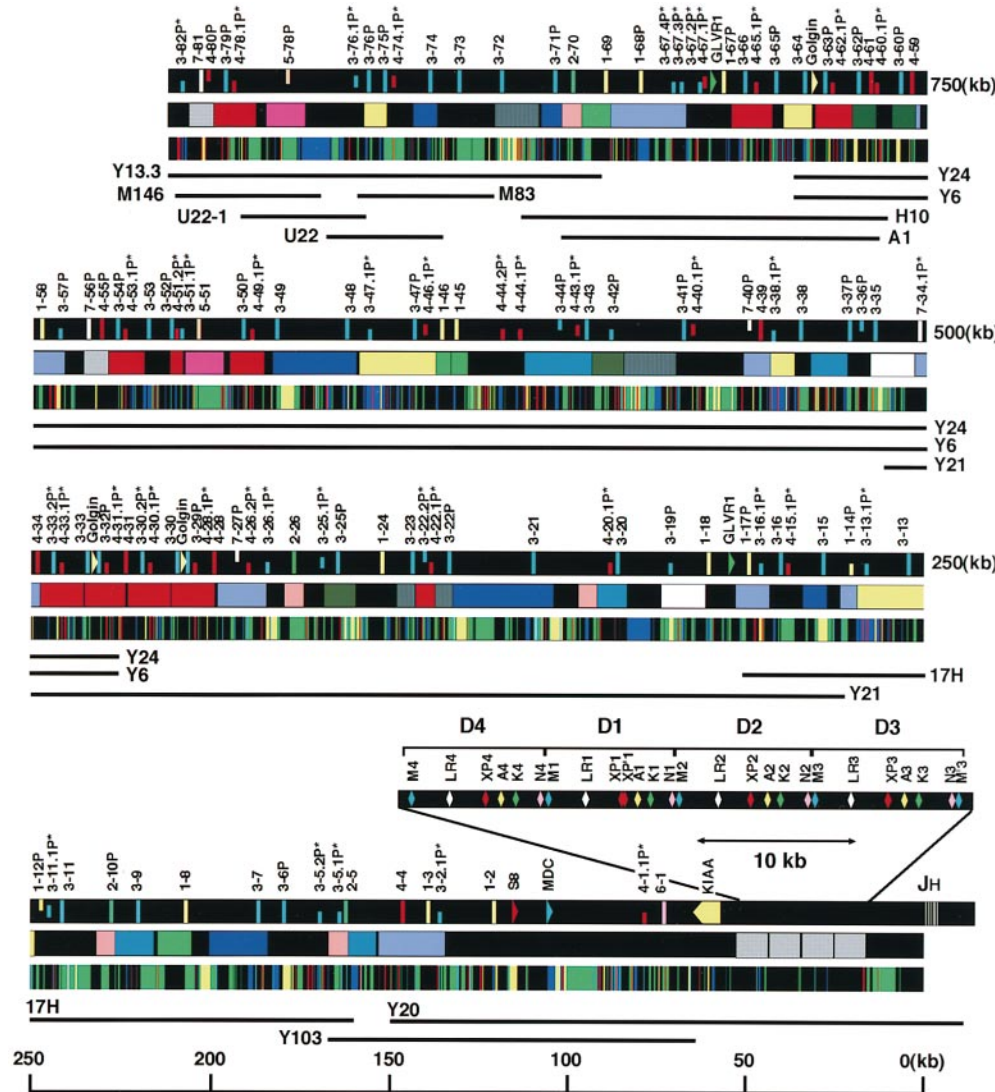 3-82P* 7-81 4-80P 3-79P 4-78.1P* 5-78P 3-76.1P* 3-76P 3-75P 4-74.1P* 3-74 3-73 3-72 3-71P 2-70 1-69 1-68P 3-67.4P* 3-67.3P* 3-67.2P* 4-67.1P* GLVR1 1-67P 3-66 4-65.1P* 3-65P 3-64 Golgin 3-63P 4-62.1P* 3-62P 4-61 4-60.1P* 3-60P 4-59
750(kb)
Y13.3 Y24
M146 M83 Y6
U22-1 H10
U22 A1
1-58 3-57P 7-56P 4-55P 3-54P 4-53.1P* 3-53 3-52P 4-51.2P* 3-51.1P* 5-51 3-50P 4-49.1P* 3-49 3-48 3-47.1P* 3-47P 4-46.1P* 1-46 1-45 4-44.2P* 4-44.1P* 3-44P 4-43.1P* 3-43 3-42P 3-41P 4-40.1P* 7-40P 4-39 3-38.1P* 3-38 3-37P 3-36P 3-35 7-34.1P*
500(kb)
Y24
Y6
Y21
4-34 3-33.2P* 4-33.1P* 3-33 Golgin 3-32P 4-31.1P* 4-31 4-30.2P* 4-30.1P* 3-30 Golgin 3-29P 4-28.1P* 4-28 7-27P 4-26.2P* 3-26.1P* 2-26 3-25.1P* 3-25P 1-24 3-23 3-22.2P* 4-22.1P* 3-22P 3-21 4-20.1P* 3-20 3-19P 1-18 GLVR1 1-17P 3-16.1P* 3-16 4-15.1P* 3-15 1-14P 3-13.1P* 3-13
250(kb)
Y24
Y6 17H
Y21
D4 D1 D2 D3
M4 LR4 XP4 A4 K4 N4 M1 LR1 XP1 XP'1 A1 K1 N1 M2 LR2 XP2 A2 K2 N2 M3 LR3 XP3 A3 K3 N3 M'3
10 kb
1-12P 3-11.1P* 3-11 2-10P 3-9 1-8 3-7 3-6P 3-5.2P* 3-5.1P* 2-5 4-4 1-3 3-2.1P* 1-2 S8 MDC 4-1.1P* 6-1 KIAA JH
17H Y20
Y103
250 200 150 100 50 0(kb)